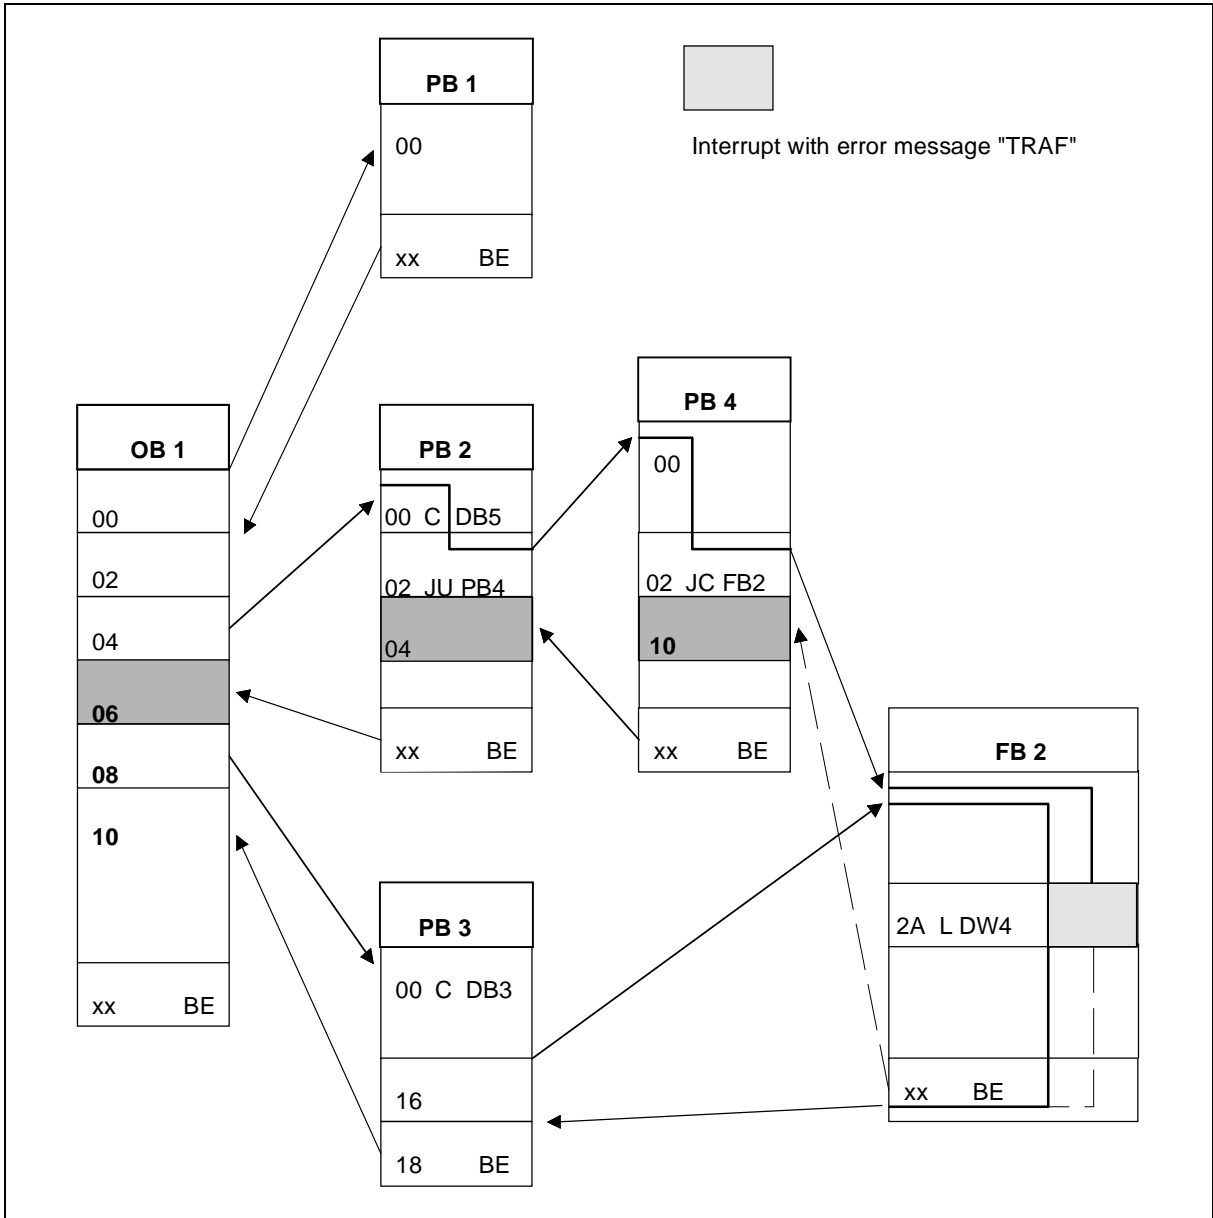 PB 1
00
xx BE
Interrupt with error message "TRAF"
OB 1
00
02
04
06
08
10
xx BE
PB 2
00 C DB5
02 JU PB4
04
xx BE
PB 4
00
02 JC FB2
10
xx BE
PB 3
00 C DB3
16
18 BE
FB 2
2A L DW4
xx BE